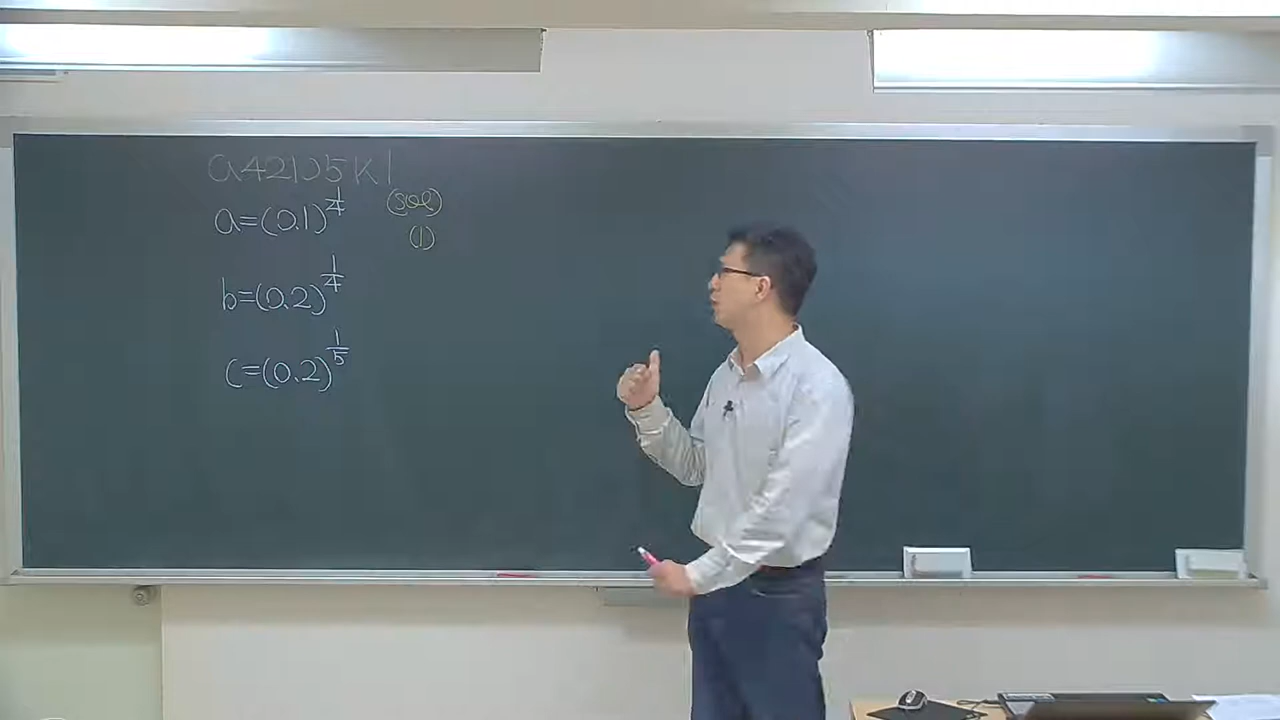 a42105K1
a=(0.1)^{1/4} (sol)
(1)
b=(0.2)^{1/4}
c=(0.2)^{1/5}